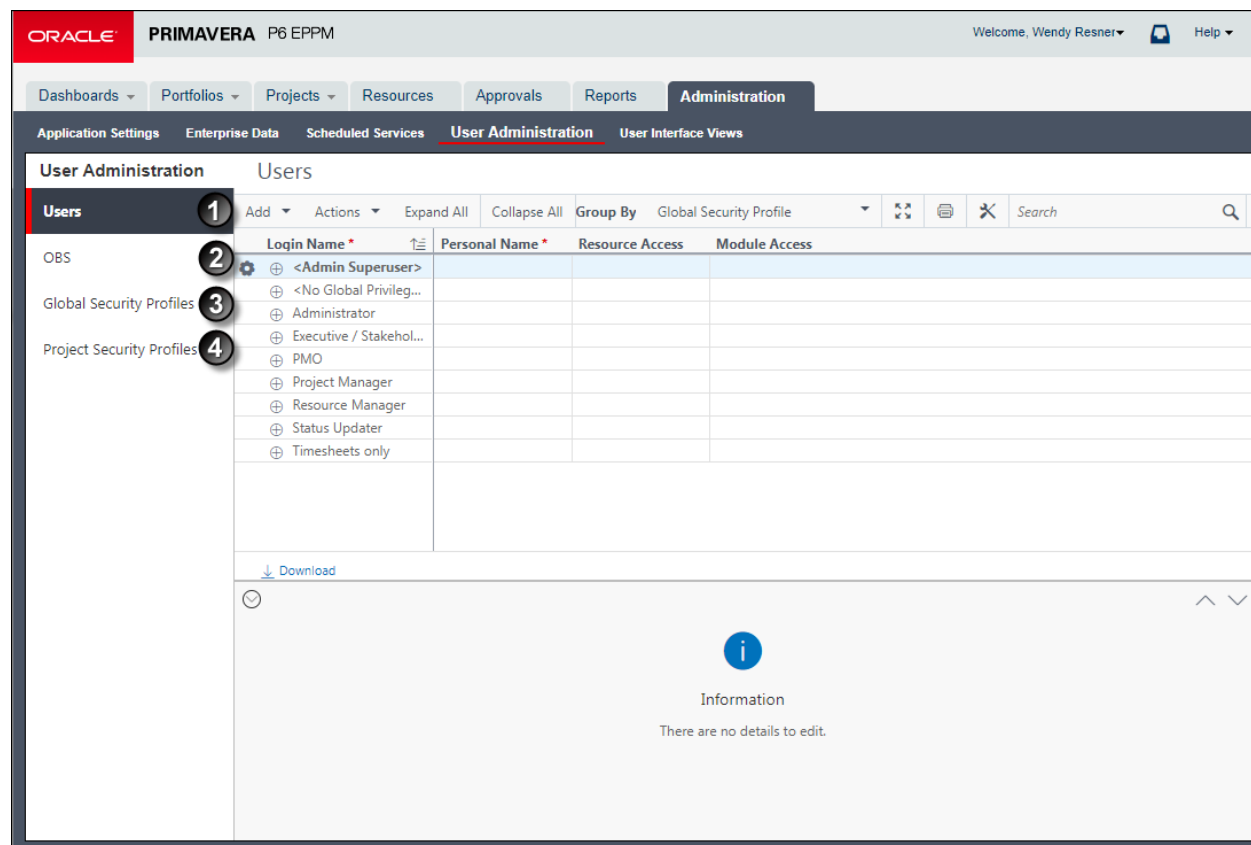 ORACLE PRIMAVERA P6 EPPM Welcome, Wendy Resner Help
Dashboards Portfolios Projects Resources Approvals Reports Administration
Application Settings Enterprise Data Scheduled Services User Administration User Interface Views
User Administration Users
Users 1 Add Actions Expand All Collapse All Group By Global Security Profile Search
Login Name * Personal Name * Resource Access Module Access
OBS 2 <Admin Superuser>
<No Global Privileg...
Global Security Profiles 3 Administrator
Executive / Stakehol...
Project Security Profiles 4 PMO
Project Manager
Resource Manager
Status Updater
Timesheets only
Download
Information
There are no details to edit.